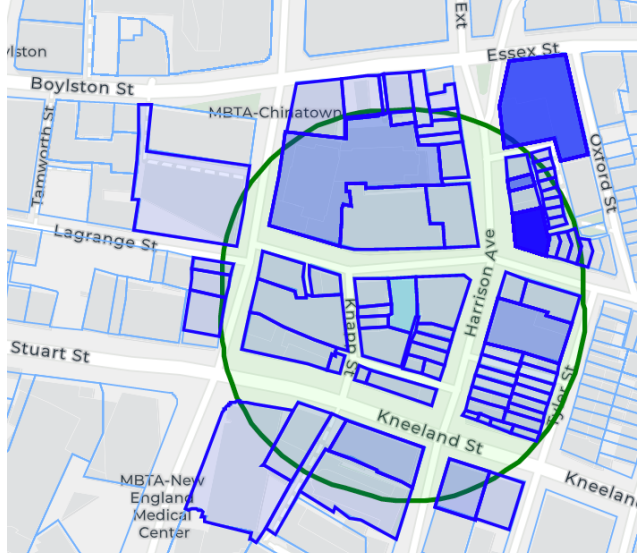 Ext
Essex St
ylston
Boylston St
MBTA-Chinatown
Tamworth St
Oxford St
Lagrange St
Harrison Ave
Knapp St
Stuart St
Tyler St
Kneeland St
Kneelan
MBTA-New
England
Medical
Center